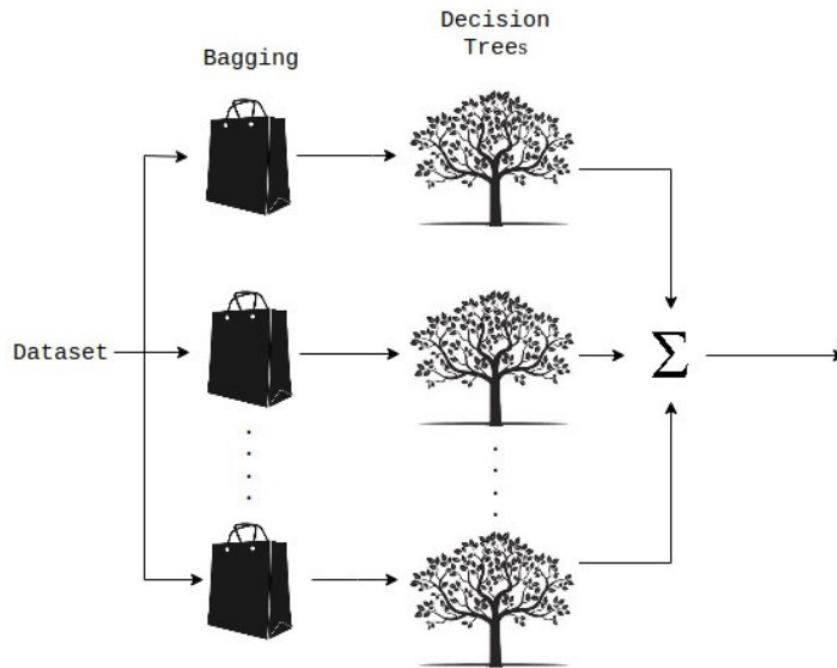 Decision
Trees
Bagging
Dataset
Σ